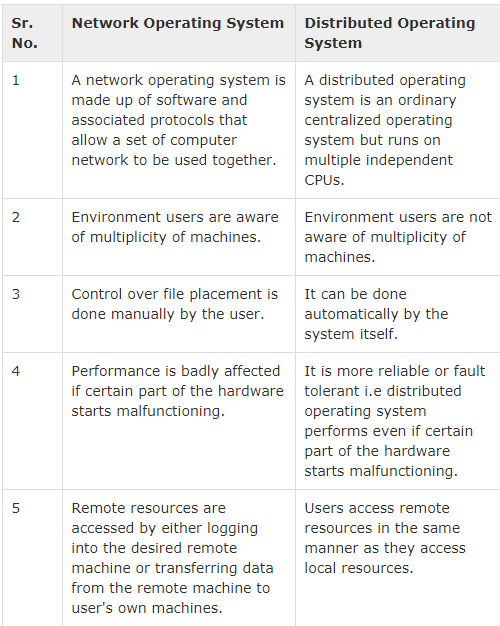 Sr. No.
Network Operating System
Distributed Operating System
1
A network operating system is
made up of software and
associated protocols that
allow a set of computer
network to be used together.
A distributed operating
system is an ordinary
centralized operating
system but runs on
multiple independent
CPUs.
2
Environment users are aware
of multiplicity of machines.
Environment users are not
aware of multiplicity of
machines.
3
Control over file placement is
done manually by the user.
It can be done
automatically by the
system itself.
4
Performance is badly affected
if certain part of the hardware
starts malfunctioning.
It is more reliable or fault
tolerant i.e distributed
operating system
performs even if certain
part of the hardware
starts malfunctioning.
5
Remote resources are
accessed by either logging
into the desired remote
machine or transferring data
from the remote machine to
user's own machines.
Users access remote
resources in the same
manner as they access
local resources.